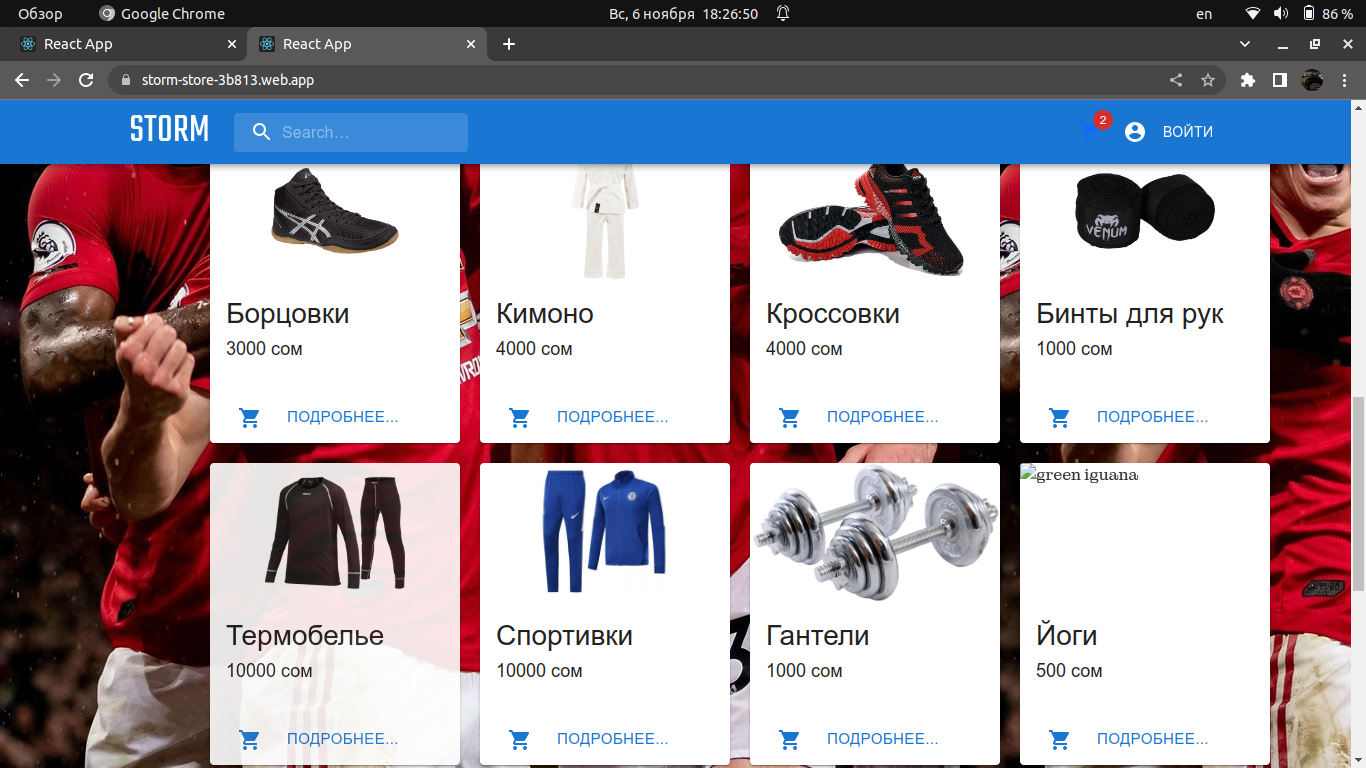 Обзор
Google Chrome
Вс, 6 ноября 18:26:50
en
86 %
React App
React App
storm-store-3b813.web.app
STORM
Search...
2
ВОЙТИ
VENUM
Борцовки
Кимоно
Кроссовки
Бинты для рук
3000 сом
4000 сом
4000 сом
1000 сом
ПОДРОБНЕЕ...
ПОДРОБНЕЕ...
ПОДРОБНЕЕ...
ПОДРОБНЕЕ...
green iguana
Термобелье
Спортивки
Гантели
Йоги
10000 сом
10000 сом
1000 сом
500 сом
ПОДРОБНЕЕ...
ПОДРОБНЕЕ...
ПОДРОБНЕЕ...
ПОДРОБНЕЕ...